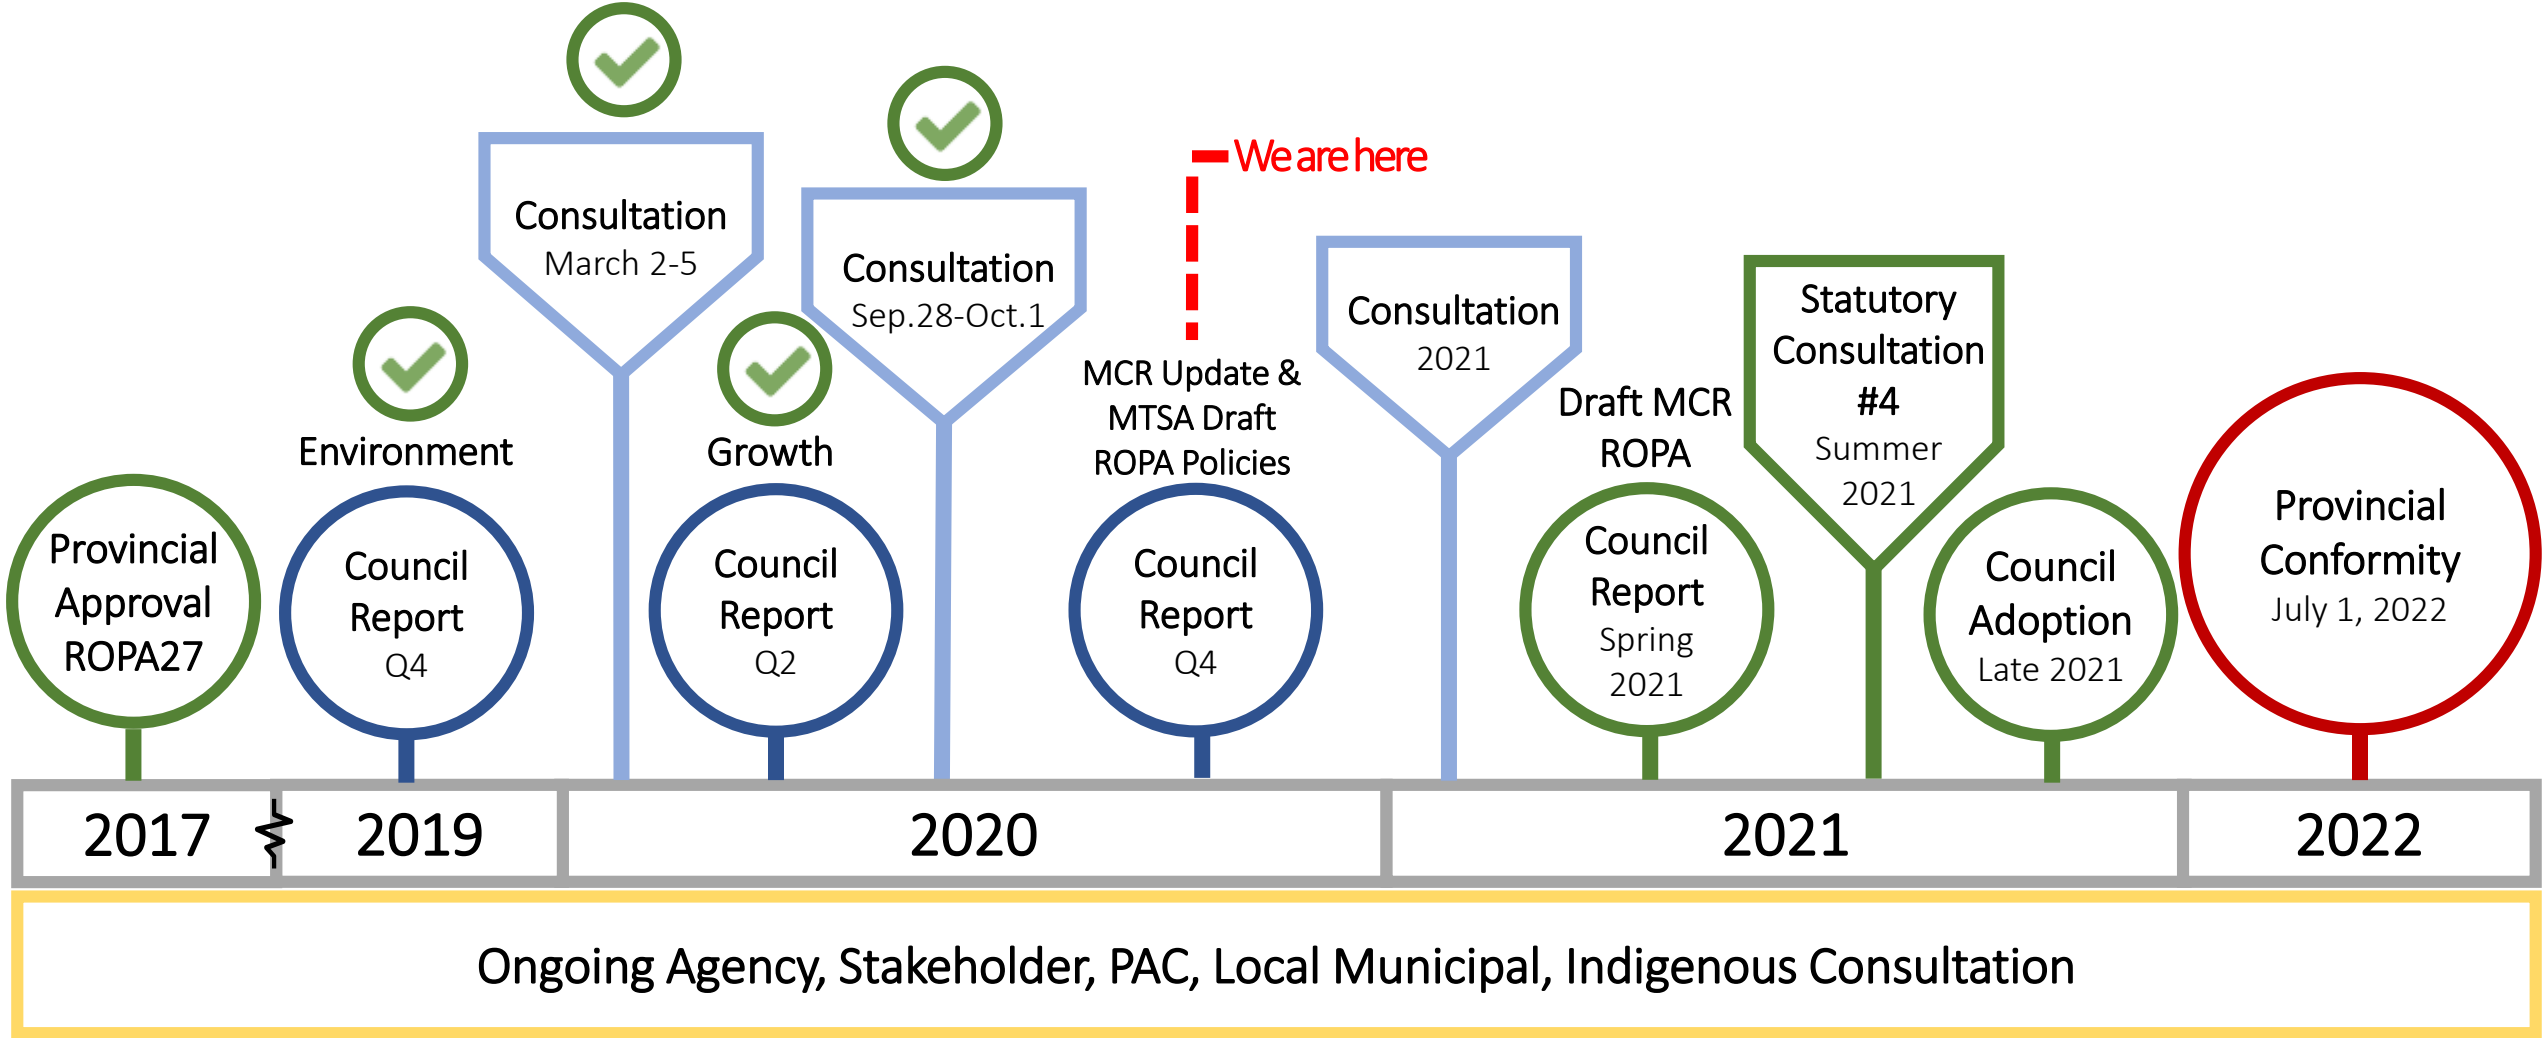 We are here
Consultation
March 2-5
Consultation
Sep.28-Oct.1
Consultation
2021
Statutory
Consultation
#4
Summer
2021
Environment
Growth
MCR Update &
MTSA Draft
ROPA Policies
Draft MCR
ROPA
Provincial
Approval
ROPA27
Council
Report
Q4
Council
Report
Q2
Council
Report
Q4
Council
Report
Spring
2021
Council
Adoption
Late 2021
Provincial
Conformity
July 1, 2022
2017
2019
2020
2021
2022
Ongoing Agency, Stakeholder, PAC, Local Municipal, Indigenous Consultation